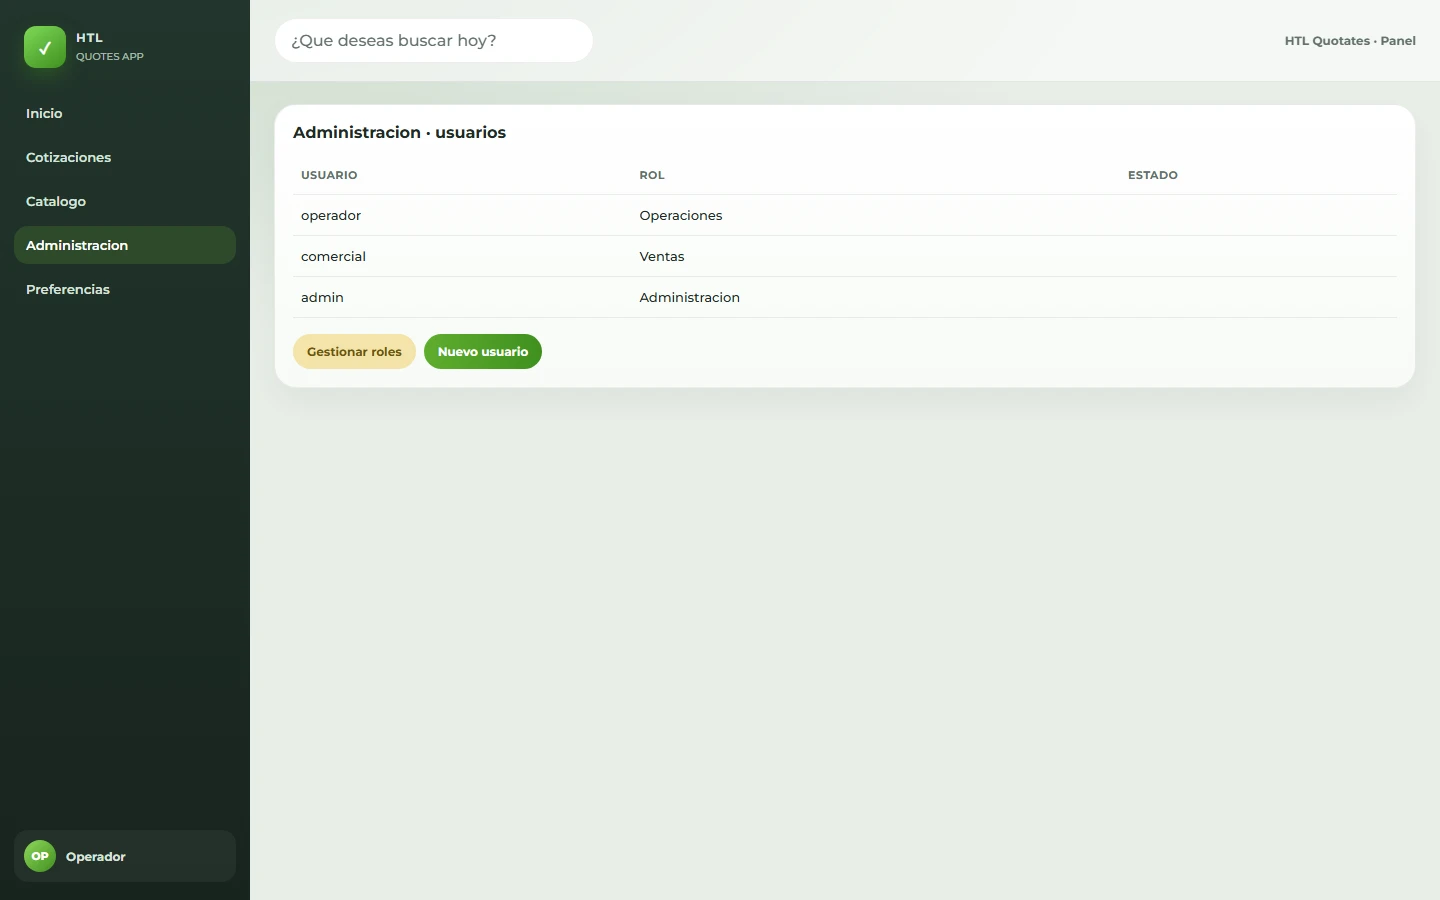 HTL
QUOTES APP
Inicio
Cotizaciones
Catalogo
Administracion
Preferencias
OP Operador
¿Que deseas buscar hoy?
HTL Quotates · Panel
Administracion · usuarios
USUARIO ROL ESTADO
operador Operaciones
comercial Ventas
admin Administracion
Gestionar roles Nuevo usuario